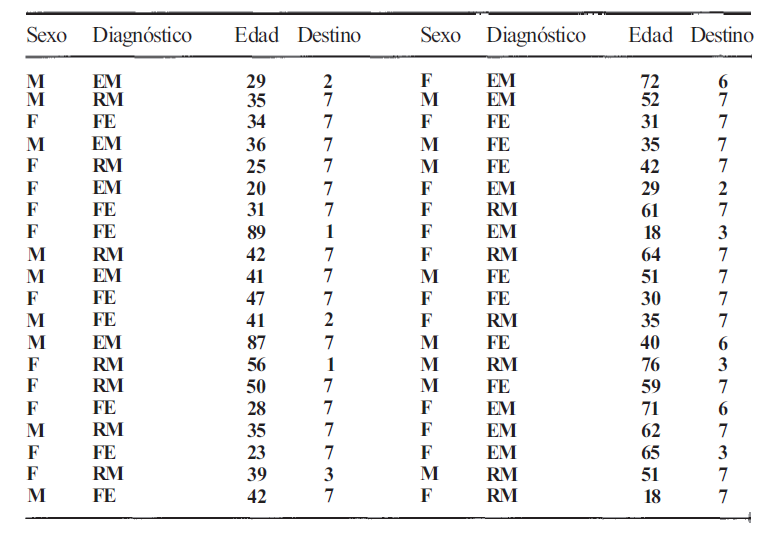 Sexo Diagnóstico Edad Destino Sexo Diagnóstico Edad Destino
M EM 29 2 F EM 72 6
M RM 35 7 M EM 52 7
F FE 34 7 F FE 31 7
M EM 36 7 M FE 35 7
F RM 25 7 M FE 42 7
F EM 20 7 F EM 29 2
F FE 31 7 F RM 61 7
F FE 89 1 F EM 18 3
M RM 42 7 F RM 64 7
M EM 41 7 M FE 51 7
F FE 47 7 F FE 30 7
M FE 41 2 F RM 35 7
M EM 87 7 M FE 40 6
F RM 56 1 M RM 76 3
F RM 50 7 M FE 59 7
F FE 28 7 F EM 71 6
M RM 35 7 F EM 62 7
F FE 23 7 F EM 65 3
F RM 39 3 M RM 51 7
M FE 42 7 F RM 18 7